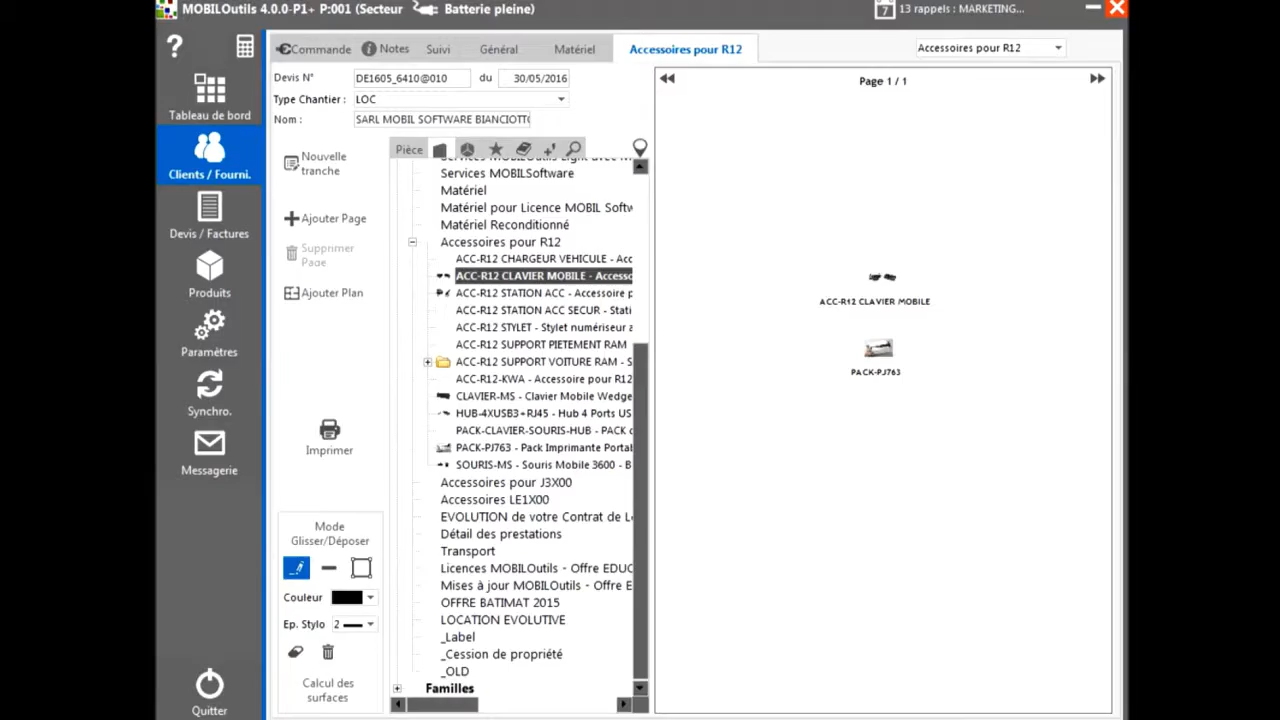 MOBILOutils 4.0.0-P1+ P:001 (Secteur
Batterie pleine)
7
13 rappels : MARKETING...
?
Tableau de bord
Clients / Fourni.
Devis / Factures
Produits
Paramètres
Synchro.
Messagerie
Quitter
Commande
Notes
Suivi
Général
Matériel
Accessoires pour R12
Accessoires pour R12
Devis N°
DE1605_6410@010
du
30/05/2016
Type Chantier :
LOC
Nom :
SARL MOBIL SOFTWARE BIANCIOTTO
Nouvelle
tranche
Ajouter Page
Supprimer
Page
Ajouter Plan
Imprimer
Mode
Glisser/Déposer
Couleur
Ep. Stylo
2
Calcul des
surfaces
Pièce
Services MOBILOutils Light avec M
Services MOBILSoftware
Matériel
Matériel pour Licence MOBIL Softw
Matériel Reconditionné
Accessoires pour R12
ACC-R12 CHARGEUR VEHICULE - Acc
ACC-R12 CLAVIER MOBILE - Accesso
ACC-R12 STATION ACC - Accessoire p
ACC-R12 STATION ACC SECUR - Stati
ACC-R12 STYLET - Stylet numériseur a
ACC-R12 SUPPORT PIETEMENT RAM
ACC-R12 SUPPORT VOITURE RAM - S
ACC-R12-KWA - Accessoire pour R12
CLAVIER-MS - Clavier Mobile Wedge
HUB-4XUSB3+RJ45 - Hub 4 Ports US
PACK-CLAVIER-SOURIS-HUB - PACK c
PACK-PJ763 - Pack Imprimante Portab
SOURIS-MS - Souris Mobile 3600 - B
Accessoires pour J3X00
Accessoires LE1X00
EVOLUTION de votre Contrat de L
Détail des prestations
Transport
Licences MOBILOutils - Offre EDUC
Mises à jour MOBILOutils - Offre E
OFFRE BATIMAT 2015
LOCATION EVOLUTIVE
_Label
_Cession de propriété
_OLD
Familles
Page 1 / 1
ACC-R12 CLAVIER MOBILE
PACK-PJ763